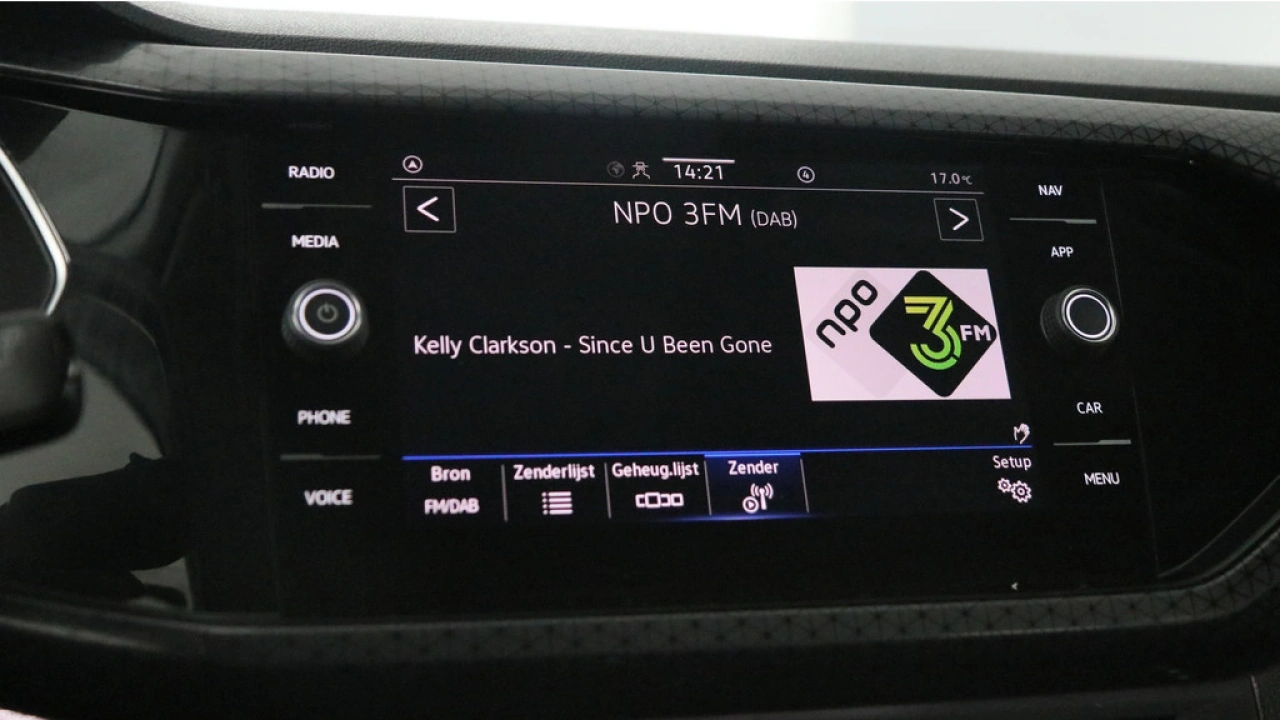 RADIO
MEDIA
PHONE
VOICE
14:21
4
17.0°C
<
NPO 3FM (DAB)
>
Kelly Clarkson - Since U Been Gone
npo
3FM
Bron
FM/DAB
Zenderlijst
Geheug.lijst
Zender
Setup
NAV
APP
CAR
MENU